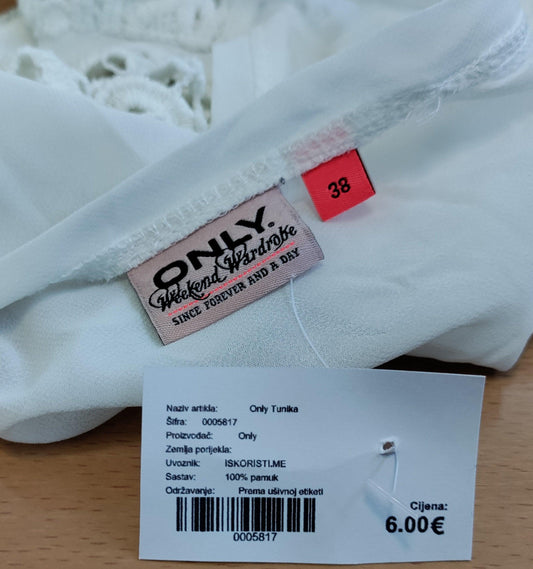 38
ONLY.
Weekend Wardrobe
SINCE FOREVER AND A DAY
Naziv artikla: Only Tunika
Šifra: 0005817
Proizvođač: Only
Zemlja porijekla:
Uvoznik: ISKORISTI.ME
Sastav: 100% pamuk
Održavanje: Prema ušivnoj etiketi
0005817
Cijena:
6.00€